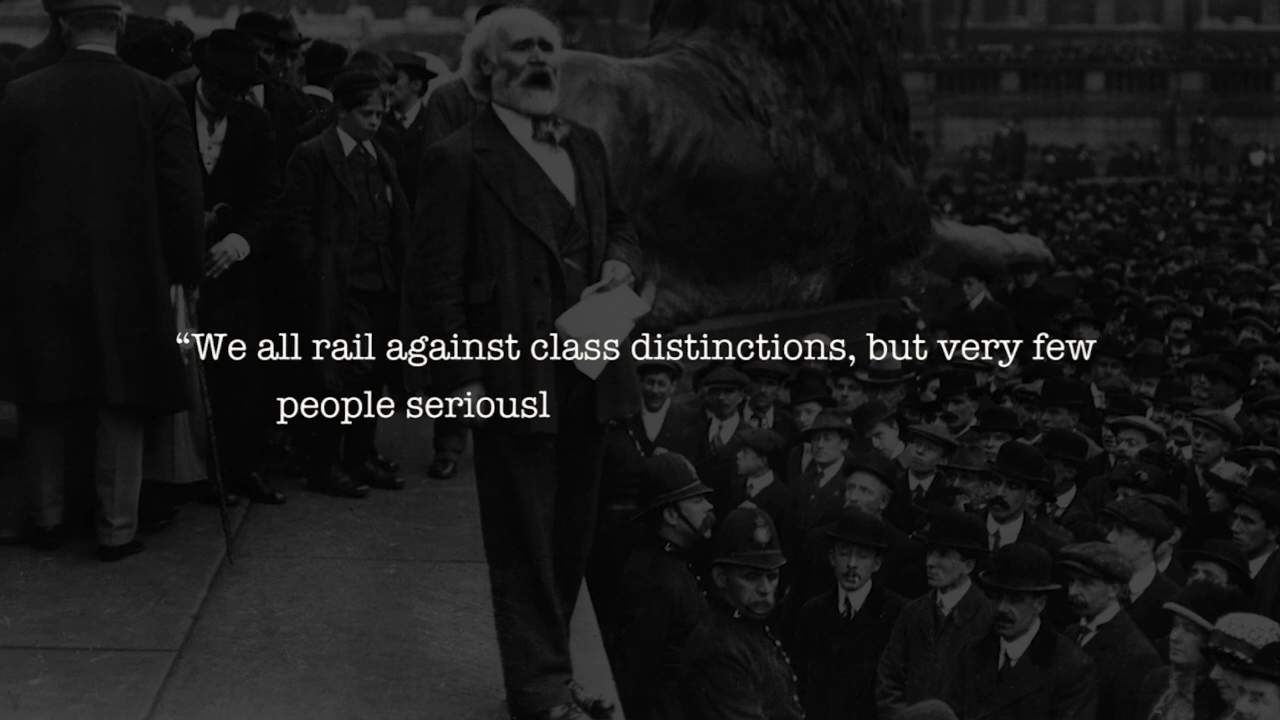 “We all rail against class distinctions, but very few
people seriousl